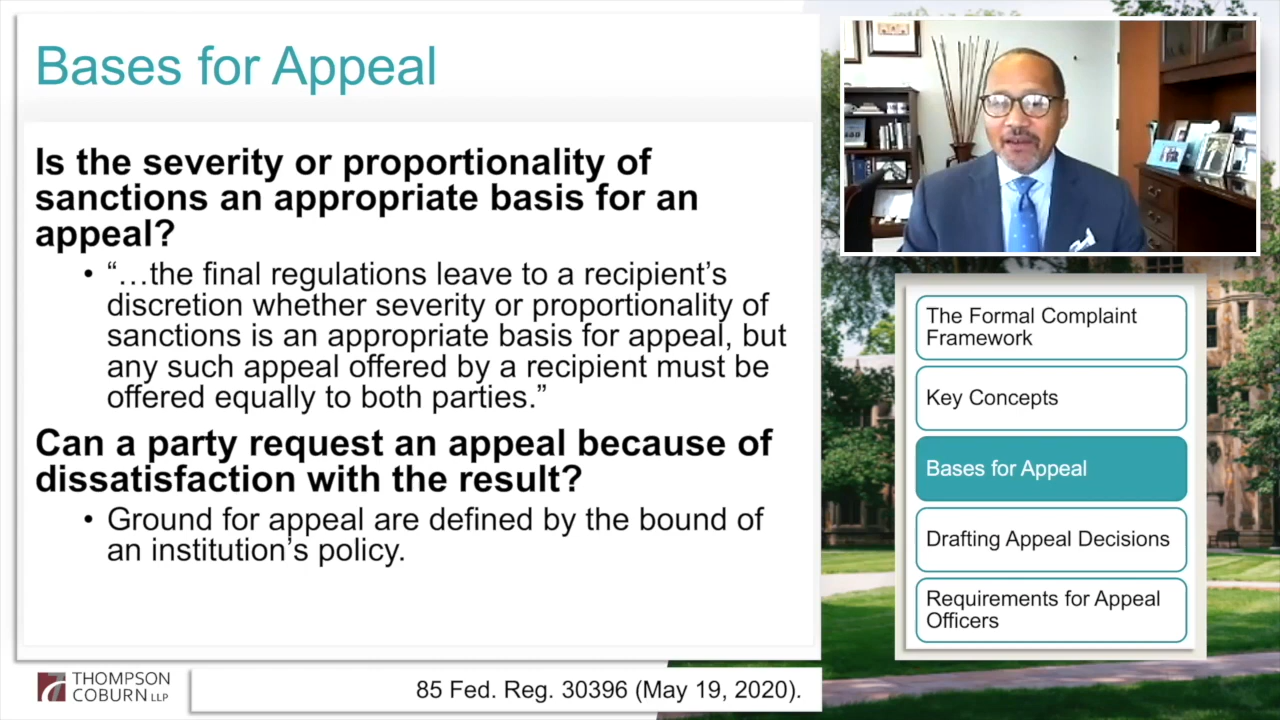 Bases for Appeal
Is the severity or proportionality of
sanctions an appropriate basis for an
appeal?
• “…the final regulations leave to a recipient’s
discretion whether severity or proportionality of
sanctions is an appropriate basis for appeal, but
any such appeal offered by a recipient must be
offered equally to both parties.”
Can a party request an appeal because of
dissatisfaction with the result?
• Ground for appeal are defined by the bound of
an institution’s policy.
The Formal Complaint
Framework
Key Concepts
Bases for Appeal
Drafting Appeal Decisions
Requirements for Appeal
Officers
THOMPSON
COBURN LLP
85 Fed. Reg. 30396 (May 19, 2020).